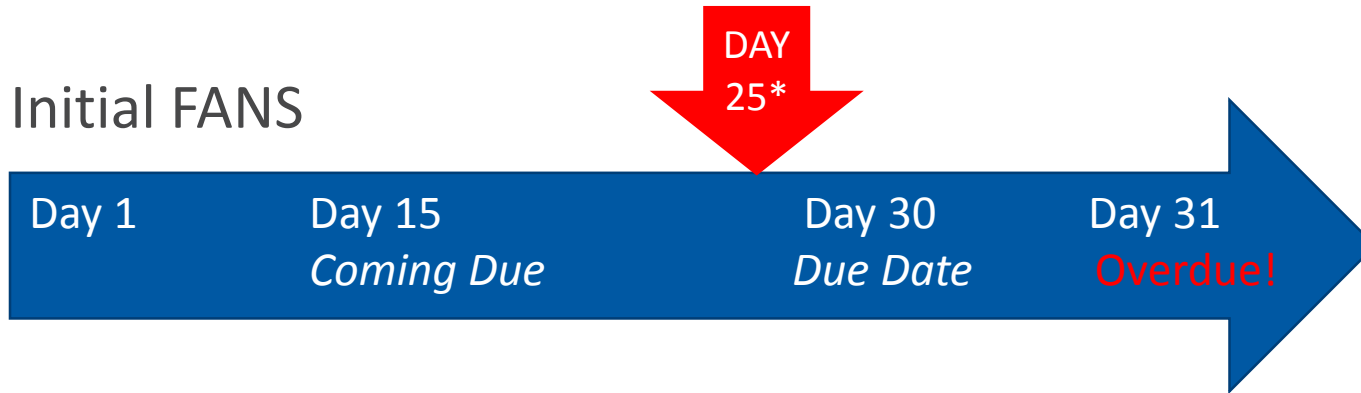 DAY
25*
Initial FANS
Day 1
Day 15
Coming Due
Day 30
Due Date
Day 31
Overdue!